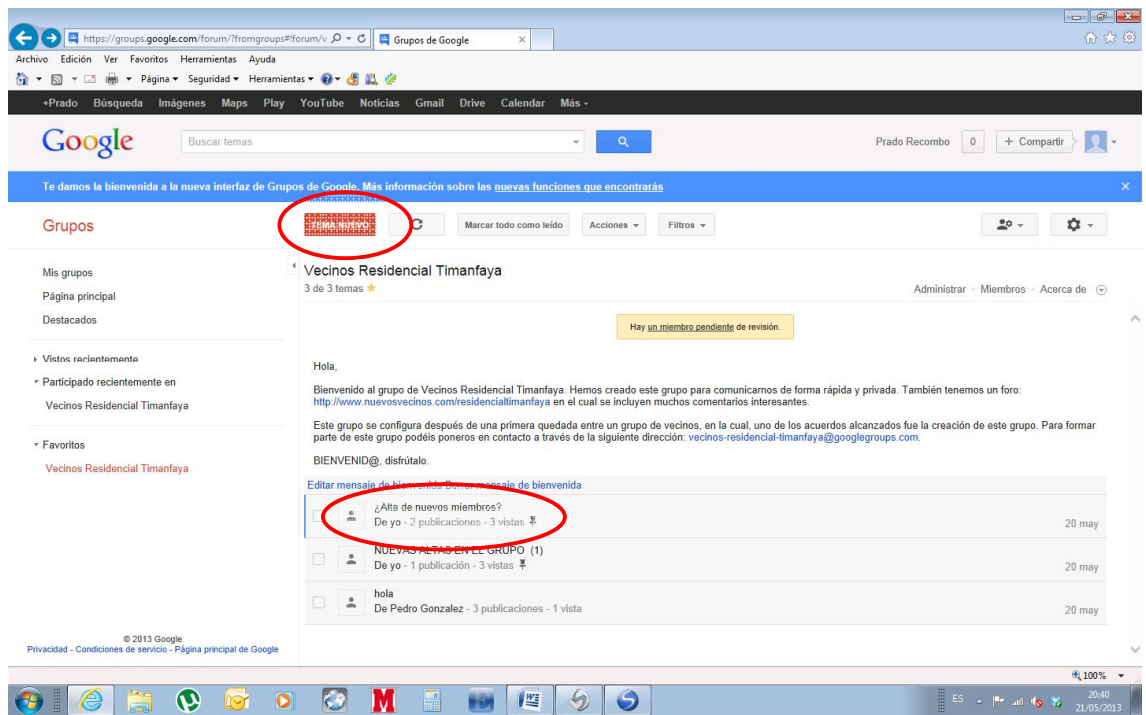 https://groups.google.com/forum/?fromgroups#!forum/v
Grupos de Google
Archivo Edición Ver Favoritos Herramientas Ayuda
Página Seguridad Herramientas
+Prado Búsqueda Imágenes Maps Play YouTube Noticias Gmail Drive Calendar Más
Google
Buscar temas
Prado Recombo 0 + Compartir
Te damos la bienvenida a la nueva interfaz de Grupos de Google. Más información sobre las nuevas funciones que encontrarás
Grupos
TEMA NUEVO Marcar todo como leído Acciones Filtros
Mis grupos
Página principal
Destacados
Vistos recientemente
Participado recientemente en
Vecinos Residencial Timanfaya
Favoritos
Vecinos Residencial Timanfaya
© 2013 Google
Privacidad - Condiciones de servicio - Página principal de Google
Vecinos Residencial Timanfaya
3 de 3 temas
Administrar · Miembros · Acerca de
Hay un miembro pendiente de revisión.
Hola,
Bienvenido al grupo de Vecinos Residencial Timanfaya. Hemos creado este grupo para comunicarnos de forma rápida y privada. También tenemos un foro:
http://www.nuevosvecinos.com/residencialtimanfaya en el cual se incluyen muchos comentarios interesantes.
Este grupo se configura después de una primera quedada entre un grupo de vecinos, en la cual, uno de los acuerdos alcanzados fue la creación de este grupo. Para formar
parte de este grupo podéis poneros en contacto a través de la siguiente dirección: vecinos-residencial-timanfaya@googlegroups.com.
BIENVENID@, disfrútalo.
Editar mensaje de bienvenida Borrar mensaje de bienvenida
¿Alta de nuevos miembros?
De yo - 2 publicaciones - 3 vistas
20 may
NUEVAS ALTAS EN EL GRUPO (1)
De yo - 1 publicación - 3 vistas
20 may
hola
De Pedro Gonzalez - 3 publicaciones - 1 vista
20 may
100%
ES
20:40
21/05/2013